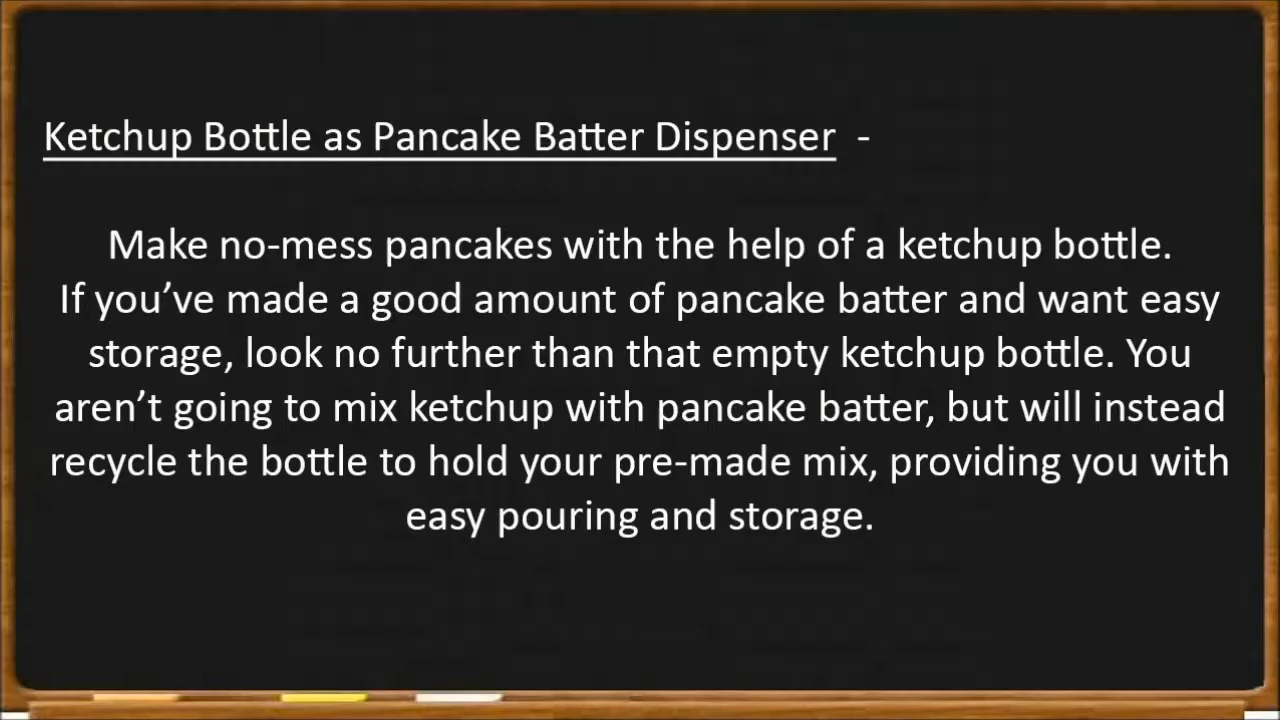 Ketchup Bottle as Pancake Batter Dispenser -
Make no-mess pancakes with the help of a ketchup bottle.
If you’ve made a good amount of pancake batter and want easy
storage, look no further than that empty ketchup bottle. You
aren’t going to mix ketchup with pancake batter, but will instead
recycle the bottle to hold your pre-made mix, providing you with
easy pouring and storage.